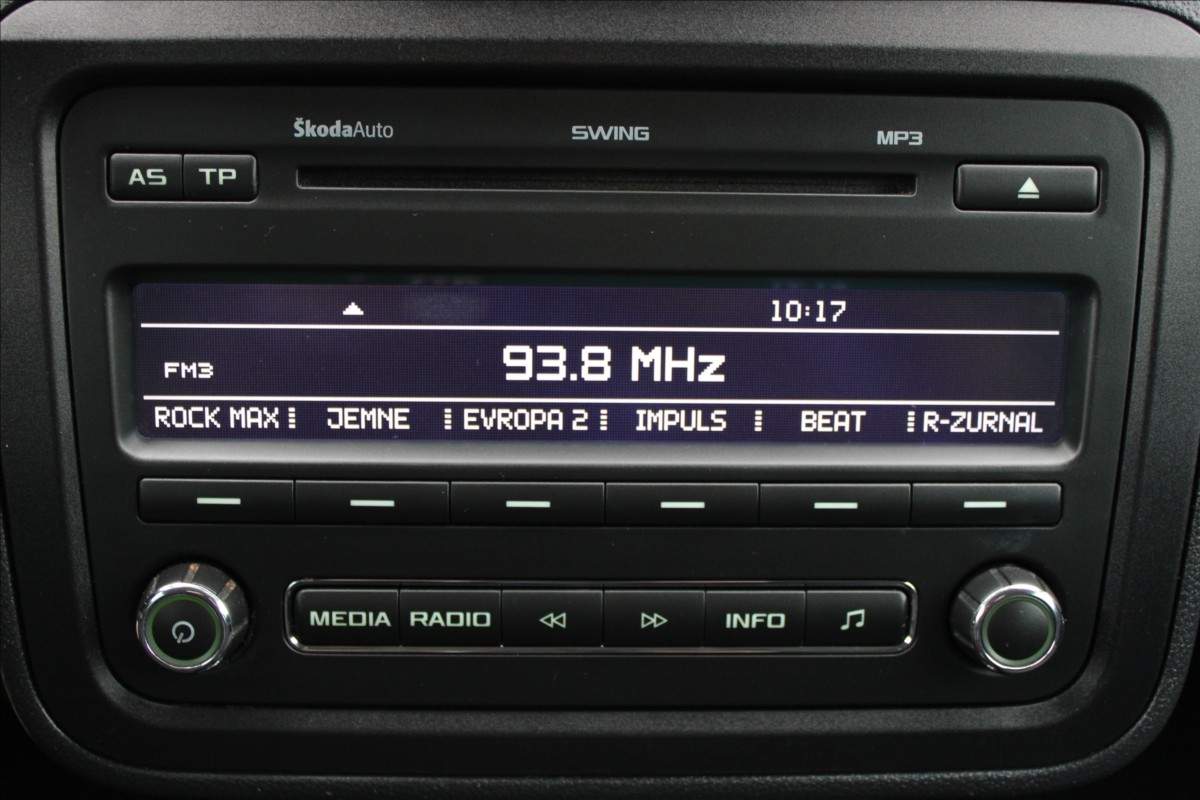 ŠkodaAuto SWING MP3
AS TP
10:17
FM3 93.8 MHz
ROCK MAX JEMNE EVROPA 2 IMPULS BEAT R-ZURNAL
MEDIA RADIO INFO